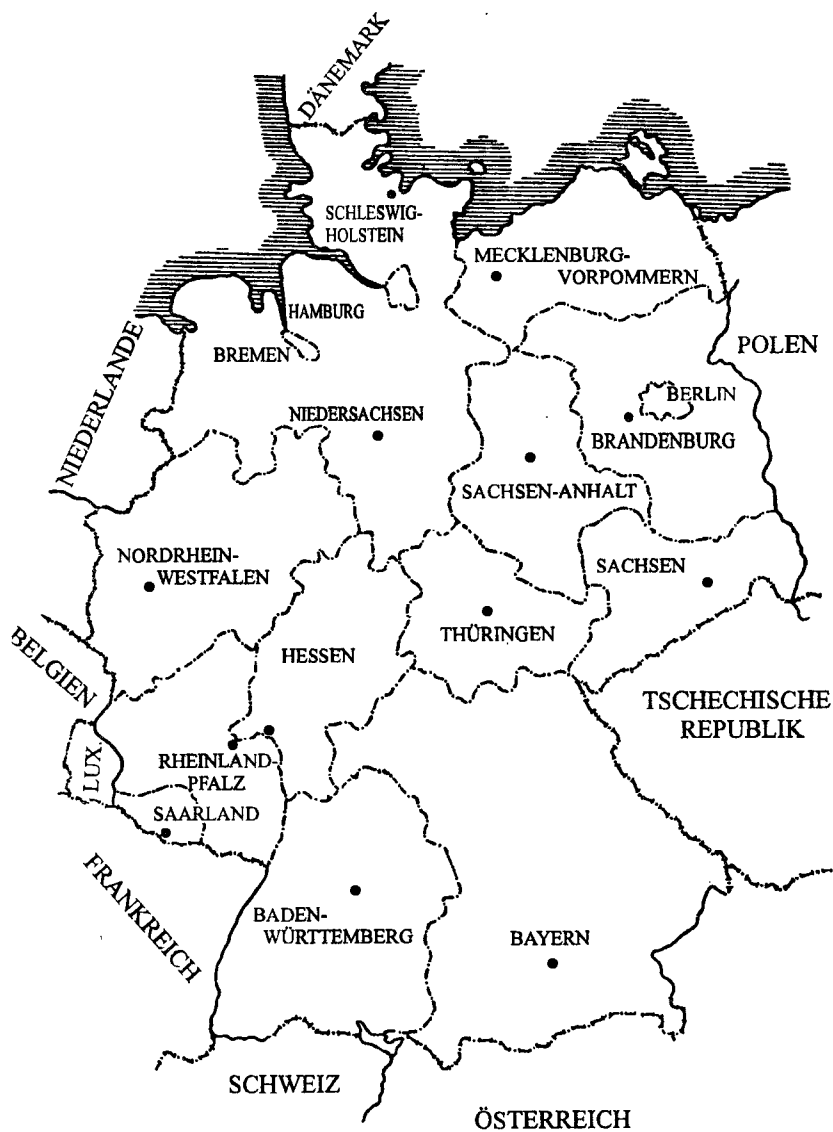 DÄNEMARK
SCHLESWIG-
HOLSTEIN
MECKLENBURG-
VORPOMMERN
HAMBURG
BREMEN
NIEDERLANDE
POLEN
BERLIN
BRANDENBURG
NIEDERSACHSEN
SACHSEN-ANHALT
NORDRHEIN-
WESTFALEN
SACHSEN
THÜRINGEN
HESSEN
BELGIEN
TSCHECHISCHE
REPUBLIK
LUX.
RHEINLAND-
PFALZ
SAARLAND
FRANKREICH
BADEN-
WÜRTTEMBERG
BAYERN
SCHWEIZ
ÖSTERREICH